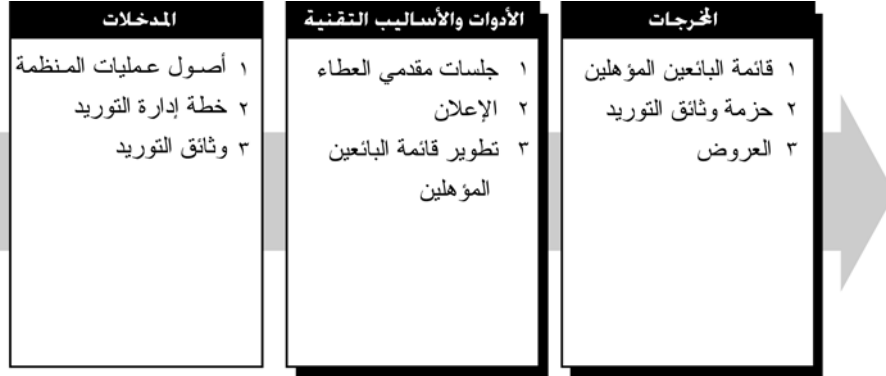 المدخلات
١ أصول عمليات المنظمة
٢ خطة إدارة التوريد
٣ وثائق التوريد
الأدوات والأساليب التقنية
١ جلسات مقدمي العطاء
٢ الإعلان
٣ تطوير قائمة البائعين
المؤهلين
المخرجات
١ قائمة البائعين المؤهلين
٢ حزمة وثائق التوريد
٣ العروض